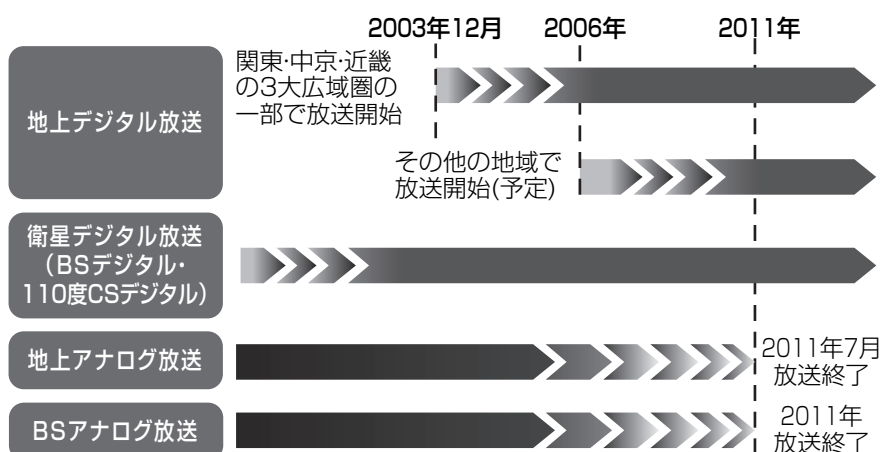 2003年12月 2006年 2011年
地上デジタル放送
関東・中京・近畿
の3大広域圏の
一部で放送開始
その他の地域で
放送開始(予定)
衛星デジタル放送
(BSデジタル・
110度CSデジタル)
地上アナログ放送
2011年7月
放送終了
BSアナログ放送
2011年
放送終了